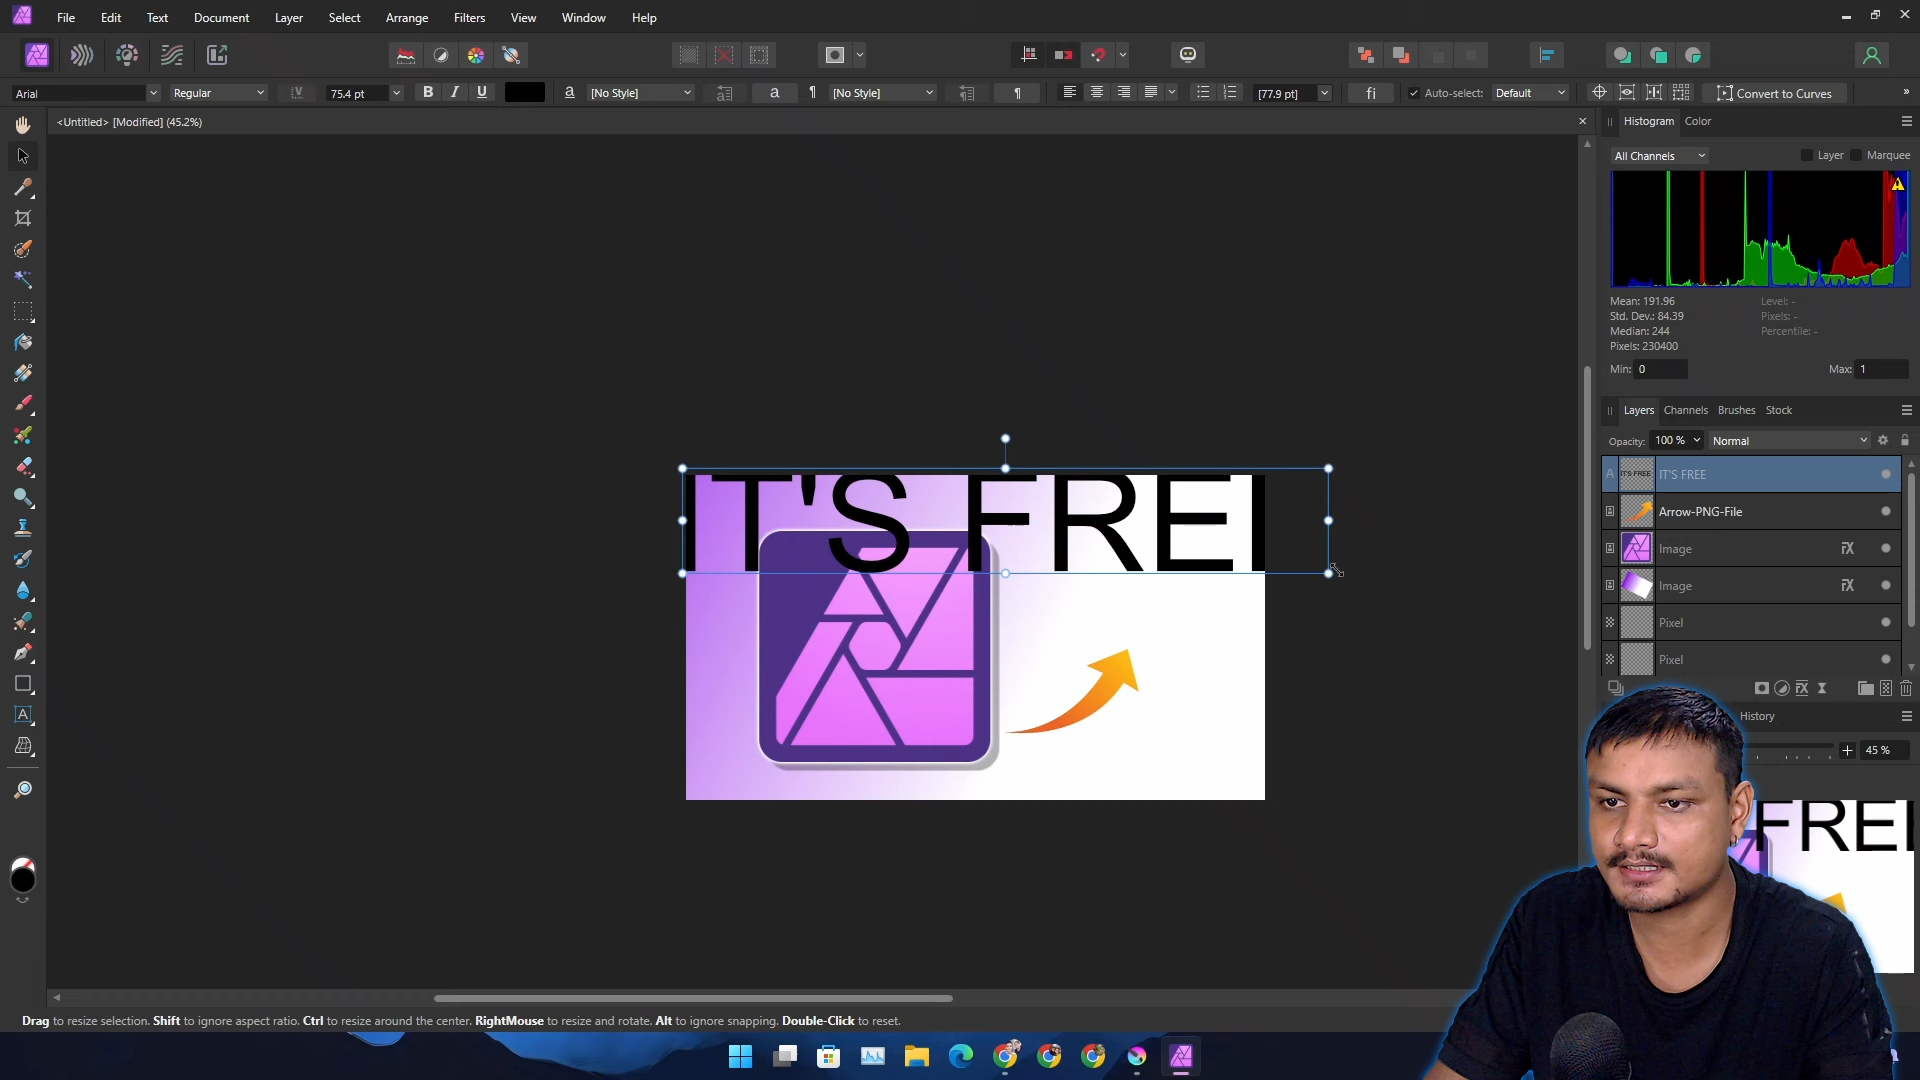 File Edit Text Document Layer Select Arrange Filters View Window Help
Arial Regular 75.4 pt B I U a [No Style] a ¶ [No Style] ¶ [77.9 pt] fi Auto-select: Default Convert to Curves
<Untitled> [Modified] (45.2%)
Histogram Color
All Channels Layer Marquee
Mean: 191.96 Level: -
Std. Dev.: 84.39 Pixels: -
Median: 244 Percentile: -
Pixels: 230400
Min: 0 Max: 1
Layers Channels Brushes Stock
Opacity: 100 % Normal
A IT'S FREE IT'S FREE
Arrow-PNG-File
Image
Image
Pixel
Pixel
History
45 %
IT'S FREE
FREE
Drag to resize selection. Shift to ignore aspect ratio. Ctrl to resize around the center. RightMouse to resize and rotate. Alt to ignore snapping. Double-Click to reset.